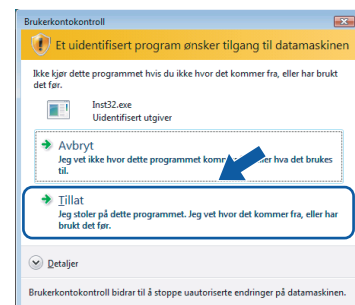 Brukerkontokontroll
Et uidentifisert program ønsker tilgang til datamaskinen
Ikke kjør dette programmet hvis du ikke hvor det kommer fra, eller har brukt
det før.
Inst32.exe
Uidentifisert utgiver
Avbryt
Jeg vet ikke hvor dette programmet komm er hva det brukes
til.
Tillat
Jeg stoler på dette programmet. Jeg vet hvor det kommer fra, eller har
brukt det før.
Detaljer
Brukerkontokontroll bidrar til å stoppe uautoriserte endringer på datamaskinen.